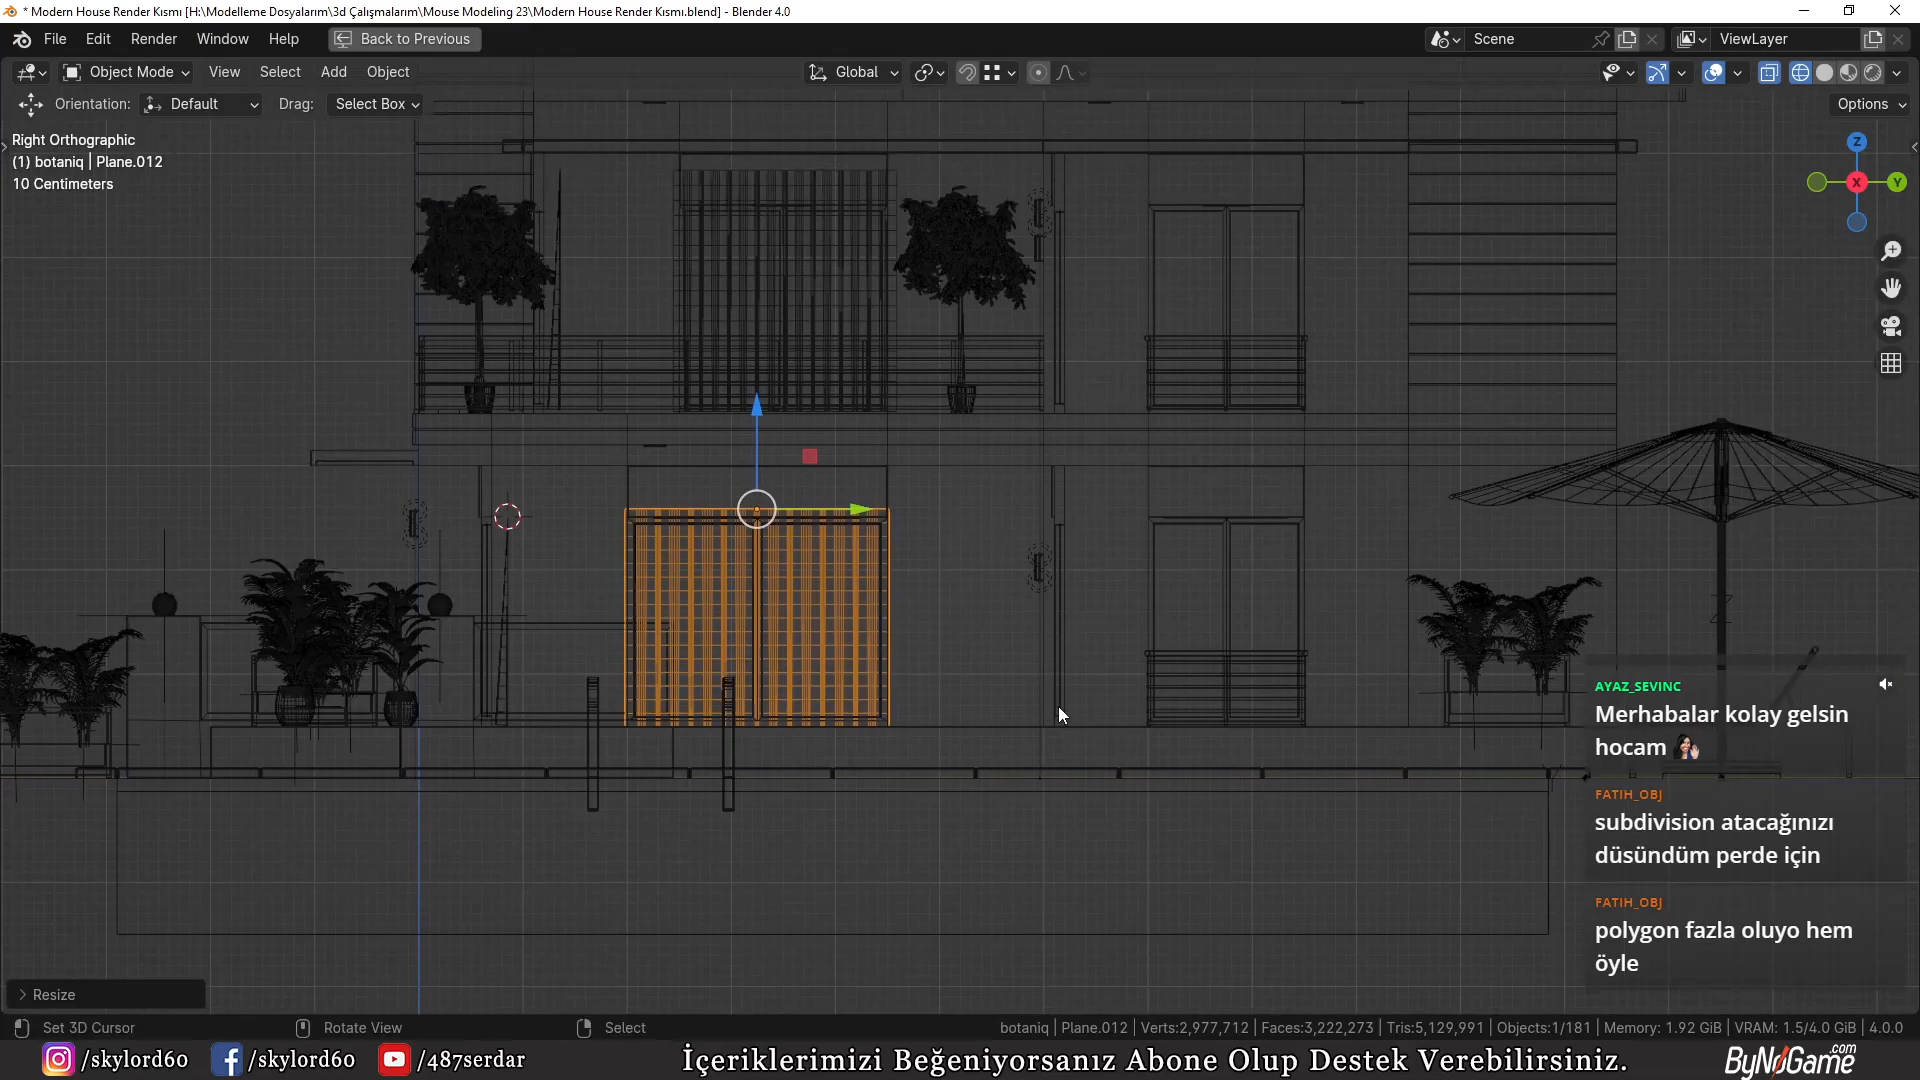 * Modern House Render Kısmı [H:\Modelleme Dosyalarım\3d Çalışmalarım\Mouse Modeling 23\Modern House Render Kısmı.blend] - Blender 4.0
File Edit Render Window Help Back to Previous Scene ViewLayer
Object Mode View Select Add Object Global
Orientation: Default Drag: Select Box Options
Right Orthographic
(1) botaniq | Plane.012
10 Centimeters
Z
X
Y
AYAZ_SEVINC
Merhabalar kolay gelsin
hocam
FATIH_OBJ
subdivision atacağınızı
düsündüm perde için
FATIH_OBJ
polygon fazla oluyo hem
öyle
Resize
Set 3D Cursor Rotate View Select botaniq | Plane.012 | Verts:2,977,712 | Faces:3,222,273 | Tris:5,129,991 | Objects:1/181 | Memory: 1.92 GiB | VRAM: 1.5/4.0 GiB | 4.0.0
/skylord60 /skylord60 /487serdar İçeriklerimizi Beğeniyorsanız Abone Olup Destek Verebilirsiniz. ByNoGame.com